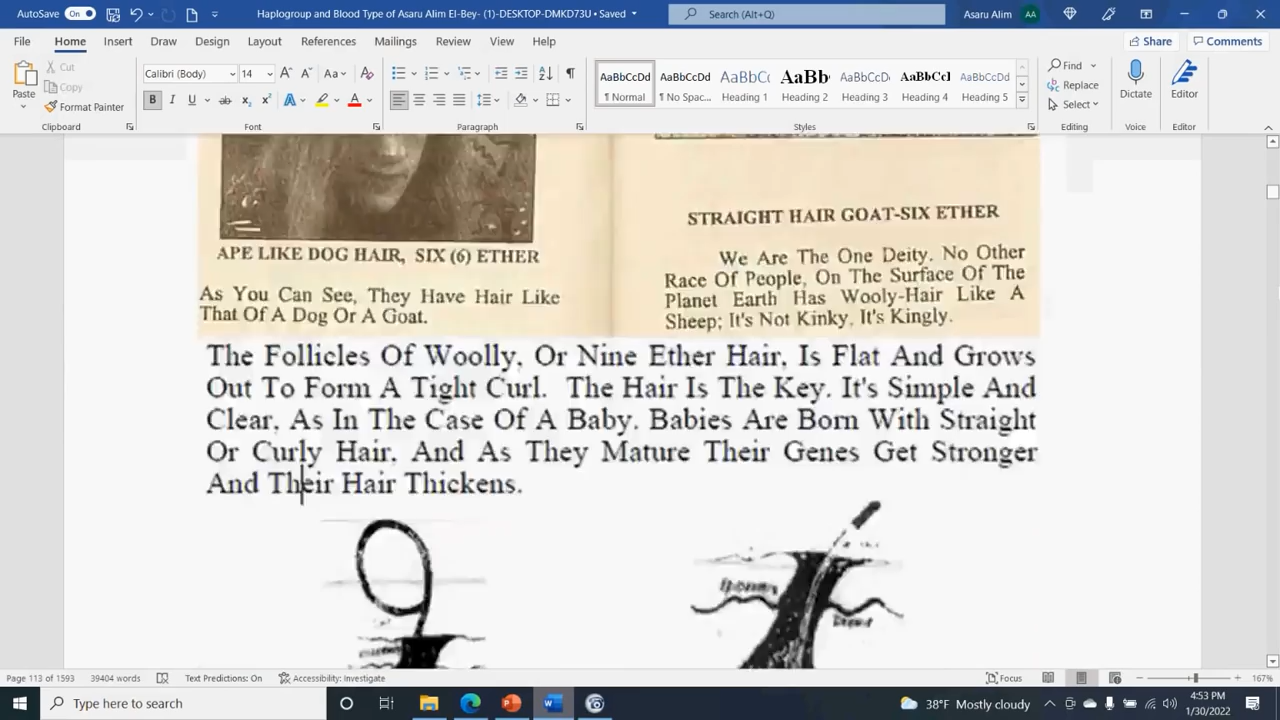 AutoSave On Haplogroup and Blood Type of Asaru Alim El-Bey- (1)-DESKTOP-DMKD73U • Saved Search (Alt+Q) Asaru Alim AA
File Home Insert Draw Design Layout References Mailings Review View Help Share Comments
Cut
Copy
Format Painter
Paste
Calibri (Body) 14
AaBbCcDd AaBbCcDd AaBbCc AaBb AaBbCcDd AaBbCcI AaBbCcDd
¶ Normal ¶ No Spac... Heading 1 Heading 2 Heading 3 Heading 4 Heading 5
Find
Replace
Select
Dictate Editor
Clipboard Font Paragraph Styles Editing Voice Editor
APE LIKE DOG HAIR, SIX (6) ETHER
As You Can See, They Have Hair Like
That Of A Dog Or A Goat.
STRAIGHT HAIR GOAT-SIX ETHER
We Are The One Deity. No Other
Race Of People, On The Surface Of The
Planet Earth Has Wooly-Hair Like A
Sheep; It's Not Kinky, It's Kingly.
The Follicles Of Woolly, Or Nine Ether Hair, Is Flat And Grows
Out To Form A Tight Curl. The Hair Is The Key. It's Simple And
Clear, As In The Case Of A Baby. Babies Are Born With Straight
Or Curly Hair, And As They Mature Their Genes Get Stronger
And Their Hair Thickens.
Page 113 of 1593 39404 words Text Predictions: On Accessibility: Investigate Focus 167%
Type here to search 38°F Mostly cloudy 4:53 PM
1/30/2022